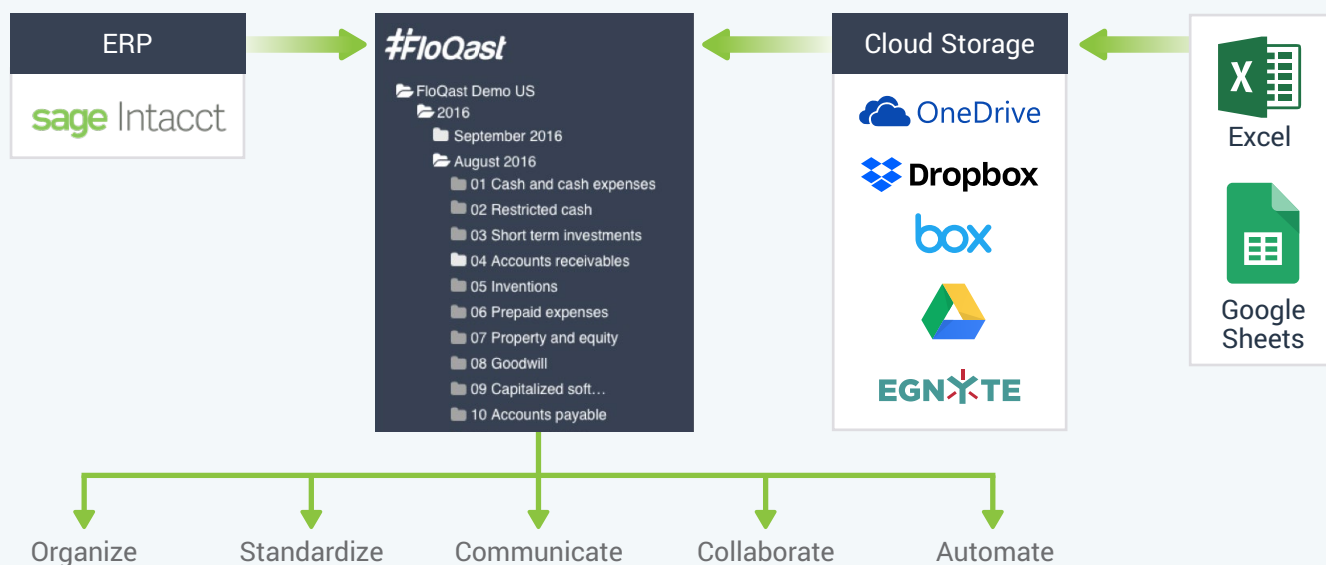 ERP
sage Intacct
FloQast
FloQast Demo US
2016
September 2016
August 2016
01 Cash and cash expenses
02 Restricted cash
03 Short term investments
04 Accounts receivables
05 Inventions
06 Prepaid expenses
07 Property and equity
08 Goodwill
09 Capitalized soft...
10 Accounts payable
Cloud Storage
OneDrive
Dropbox
box
EGNYTE
X
Excel
Google
Sheets
Organize
Standardize
Communicate
Collaborate
Automate